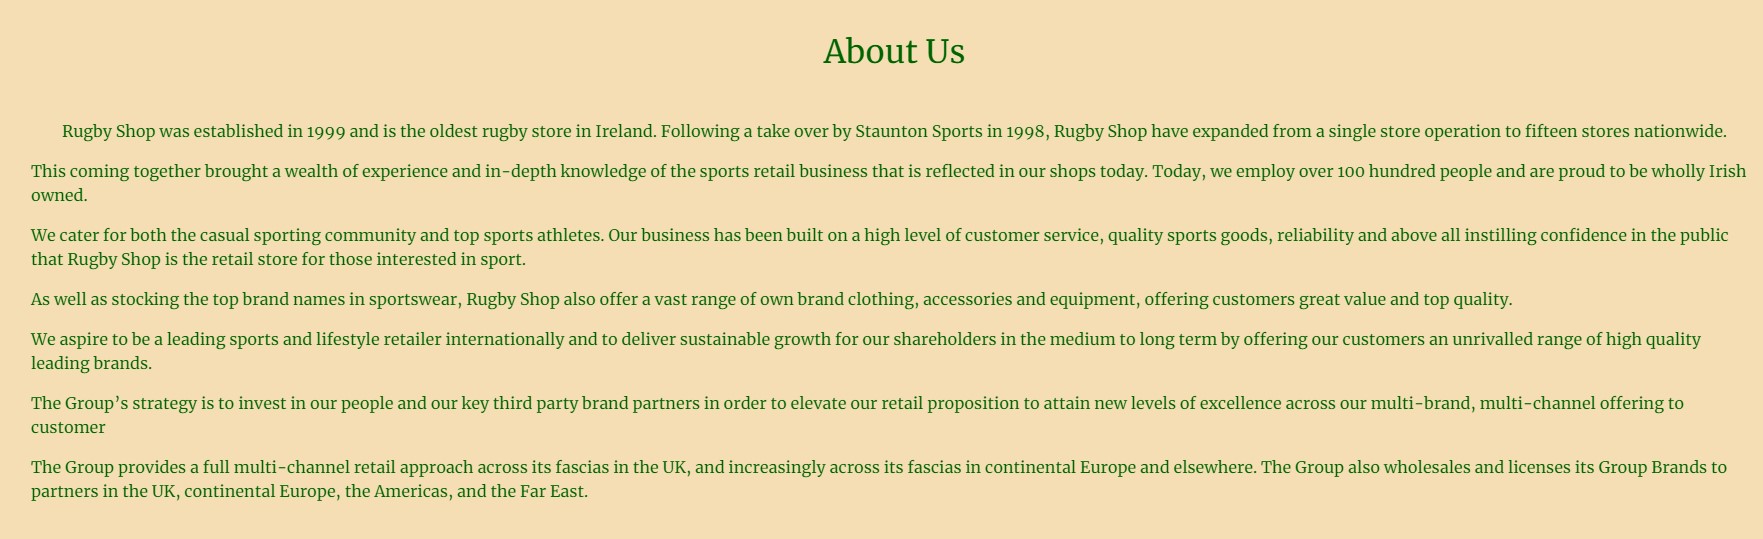 About Us
Rugby Shop was established in 1999 and is the oldest rugby store in Ireland. Following a take over by Staunton Sports in 1998, Rugby Shop have expanded from a single store operation to fifteen stores nationwide.
This coming together brought a wealth of experience and in-depth knowledge of the sports retail business that is reflected in our shops today. Today, we employ over 100 hundred people and are proud to be wholly Irish
owned.
We cater for both the casual sporting community and top sports athletes. Our business has been built on a high level of customer service, quality sports goods, reliability and above all instilling confidence in the public
that Rugby Shop is the retail store for those interested in sport.
As well as stocking the top brand names in sportswear, Rugby Shop also offer a vast range of own brand clothing, accessories and equipment, offering customers great value and top quality.
We aspire to be a leading sports and lifestyle retailer internationally and to deliver sustainable growth for our shareholders in the medium to long term by offering our customers an unrivalled range of high quality
leading brands.
The Group’s strategy is to invest in our people and our key third party brand partners in order to elevate our retail proposition to attain new levels of excellence across our multi-brand, multi-channel offering to
customer
The Group provides a full multi-channel retail approach across its fascias in the UK, and increasingly across its fascias in continental Europe and elsewhere. The Group also wholesales and licenses its Group Brands to
partners in the UK, continental Europe, the Americas, and the Far East.